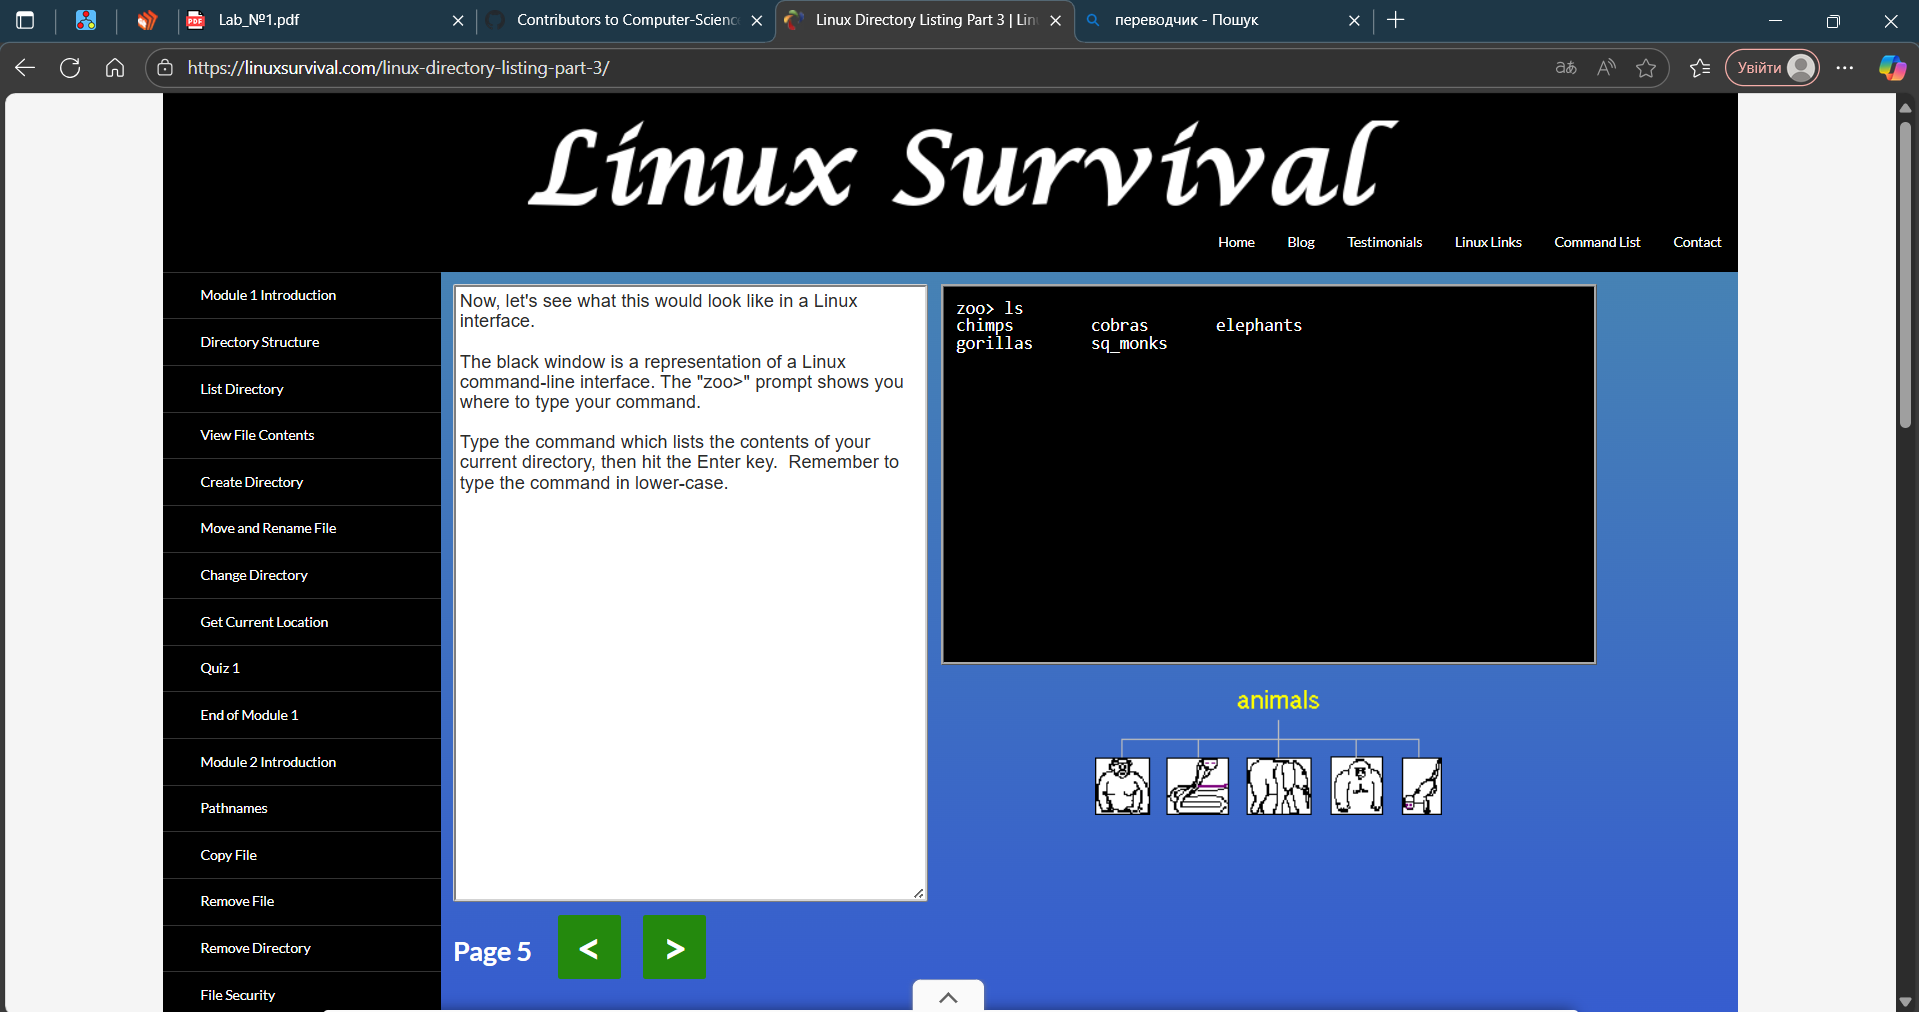 Lab_№1.pdf
Contributors to Computer-Scienc
Linux Directory Listing Part 3 | Lin
переводчик - Пошук
https://linuxsurvival.com/linux-directory-listing-part-3/
Увійти
Linux Survival
Home Blog Testimonials Linux Links Command List Contact
Module 1 Introduction
Directory Structure
List Directory
View File Contents
Create Directory
Move and Rename File
Change Directory
Get Current Location
Quiz 1
End of Module 1
Module 2 Introduction
Pathnames
Copy File
Remove File
Remove Directory
File Security
Now, let's see what this would look like in a Linux
interface.
The black window is a representation of a Linux
command-line interface. The "zoo>" prompt shows you
where to type your command.
Type the command which lists the contents of your
current directory, then hit the Enter key.  Remember to
type the command in lower-case.
Page 5 < >
zoo> ls
chimps cobras elephants
gorillas sq_monks
animals